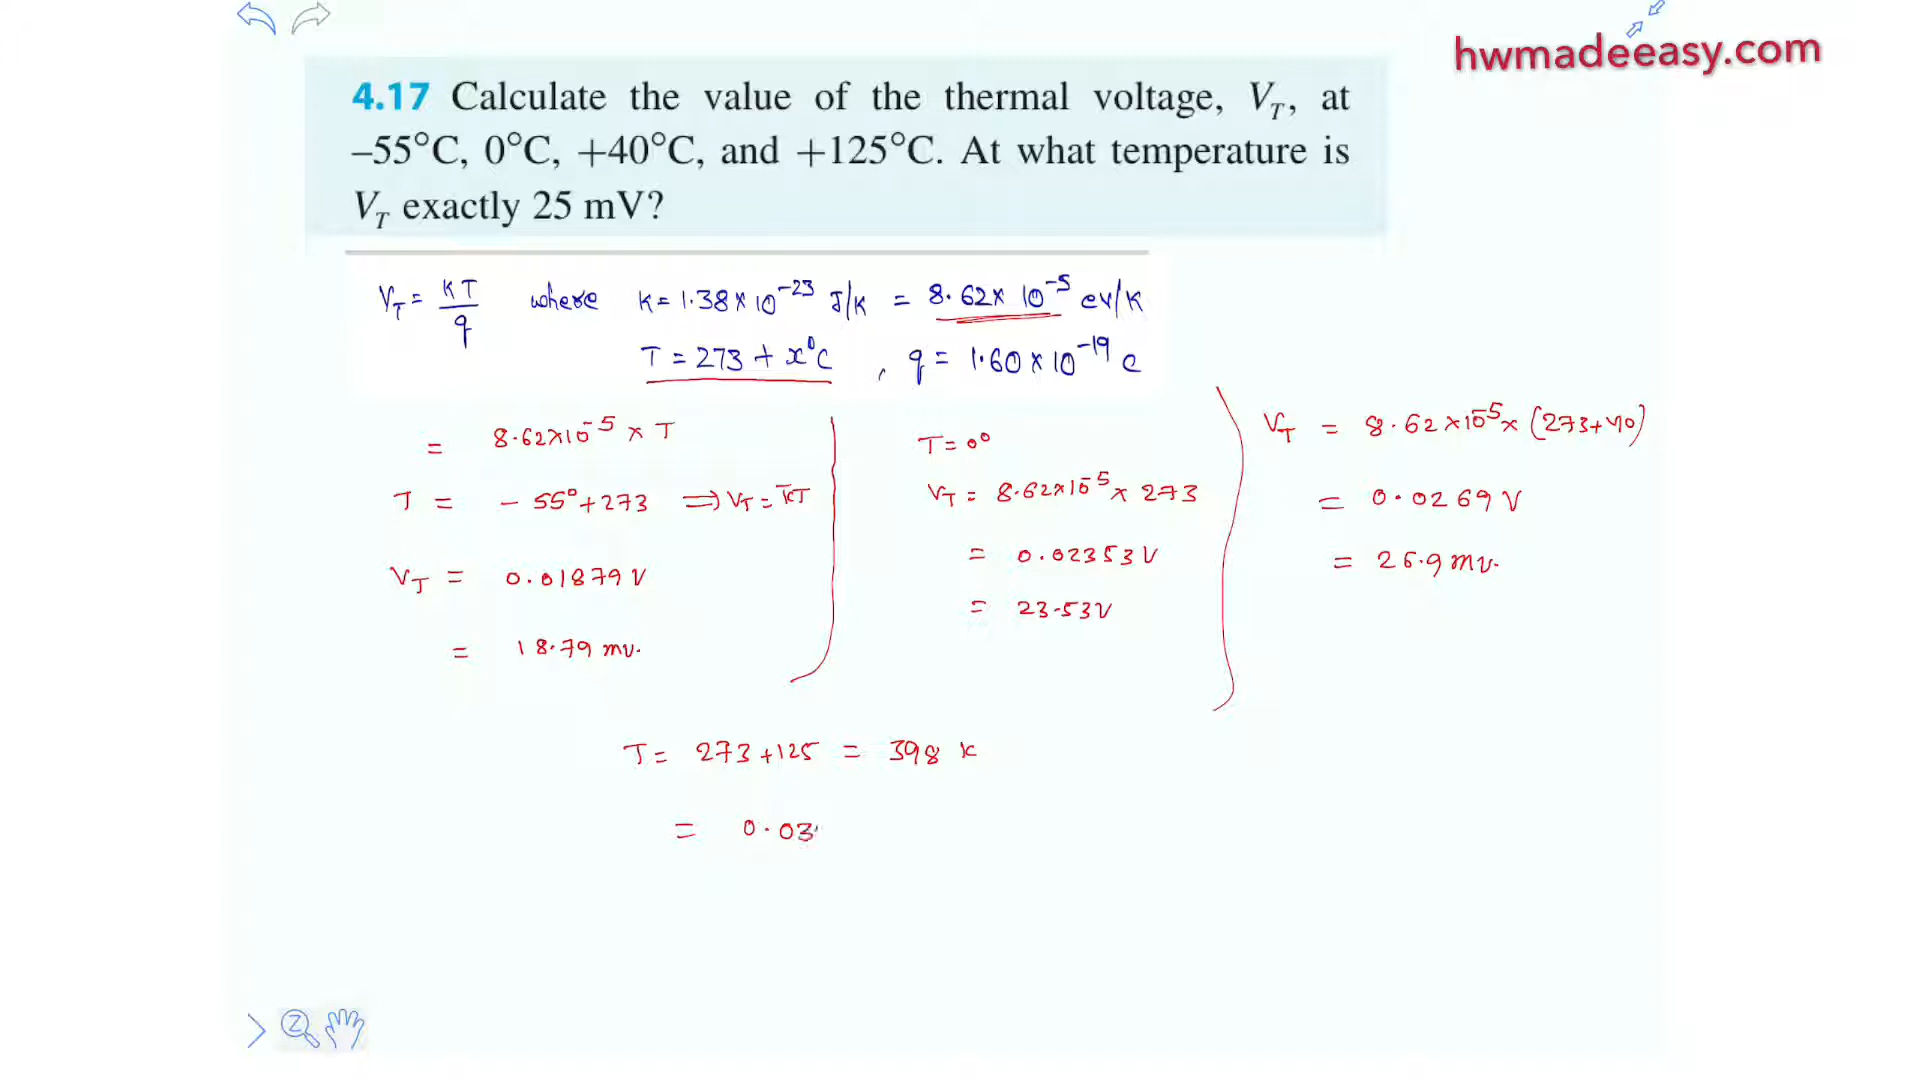 hwmadeeasy.com
4.17 Calculate the value of the thermal voltage, V_T, at
–55°C, 0°C, +40°C, and +125°C. At what temperature is
V_T exactly 25 mV?
V_T = KT/q where K = 1.38 × 10^-23 J/K = 8.62 × 10^-5 ev/K
T = 273 + x°C , q = 1.60 × 10^-19 C
= 8.62×10^-5 × T
T = - 55° + 273 ⇒ V_T = KT
V_T = 0.01879 V
= 18.79 mv.
T = 0°
V_T = 8.62×10^-5 × 273
= 0.02353 V
= 23.53 V
V_T = 8.62 × 10^-5 × (273+40)
= 0.0269 V
= 26.9 mv.
T = 273 + 125 = 398 K
= 0.03